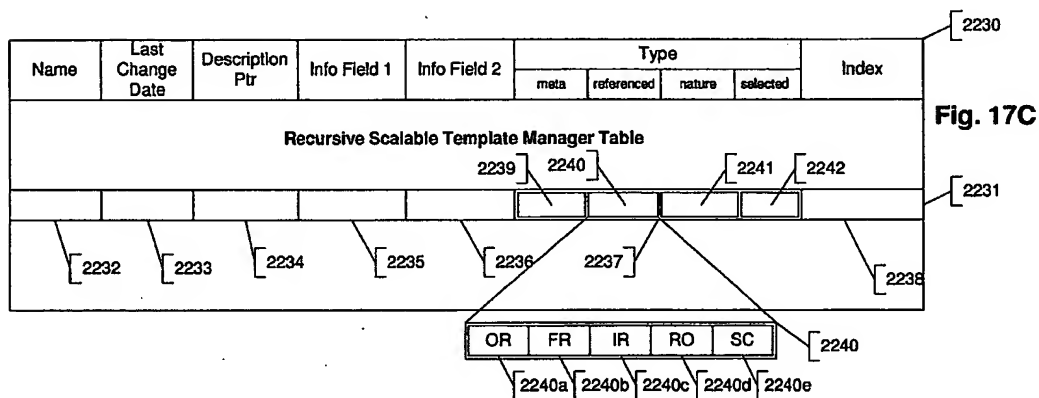 2230
Name
Last
Change
Date
Description
Ptr
Info Field 1
Info Field 2
Type
meta
referenced
nature
selected
Index
Fig. 17C
Recursive Scalable Template Manager Table
2239
2240
2241
2242
2231
2232
2233
2234
2235
2236
2237
2238
OR
FR
IR
RO
SC
2240
2240a
2240b
2240c
2240d
2240e